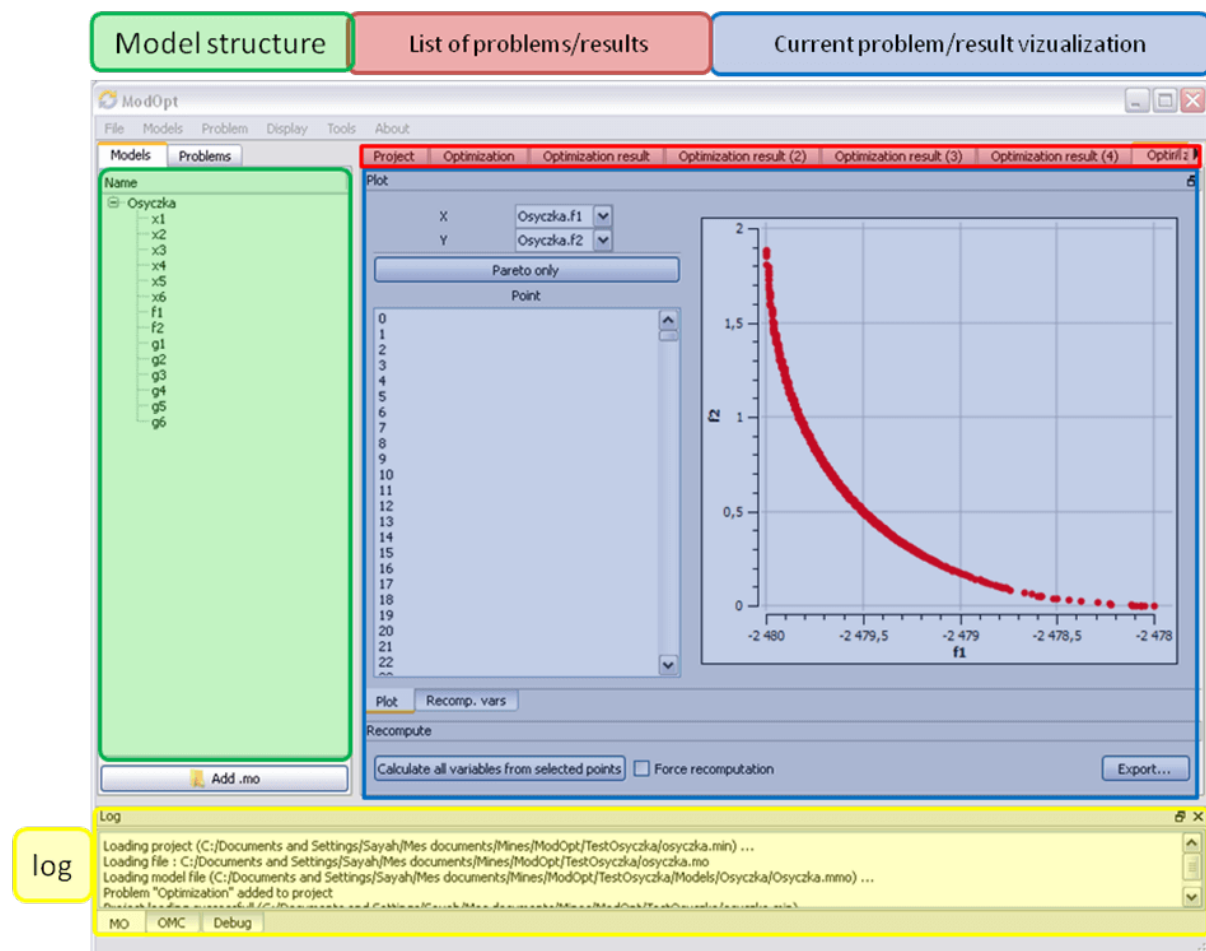 Model structure
List of problems/results
Current problem/result vizualization
ModOpt
File Models Problem Display Tools About
Models Problems
Project Optimization Optimization result Optimization result (2) Optimization result (3) Optimization result (4)
Name
Osyczka
x1
x2
x3
x4
x5
x6
f1
f2
g1
g2
g3
g4
g5
g6
Add .mo
Plot
X Osyczka.f1
Y Osyczka.f2
Pareto only
Point
0
1
2
3
4
5
6
7
8
9
10
11
12
13
14
15
16
17
18
19
20
21
22
2
1,5
1
0,5
0
f2
-2 480 -2 479,5 -2 479 -2 478,5 -2 478
f1
Plot Recomp. vars
Recompute
Calculate all variables from selected points Force recomputation Export...
log
Log
Loading project (C:/Documents and Settings/Sayah/Mes documents/Mines/ModOpt/TestOsyczka/osyczka.min) ...
Loading file : C:/Documents and Settings/Sayah/Mes documents/Mines/ModOpt/TestOsyczka/osyczka.mo
Loading model file (C:/Documents and Settings/Sayah/Mes documents/Mines/ModOpt/TestOsyczka/Models/Osyczka/Osyczka.mmo) ...
Problem "Optimization" added to project
MO OMC Debug